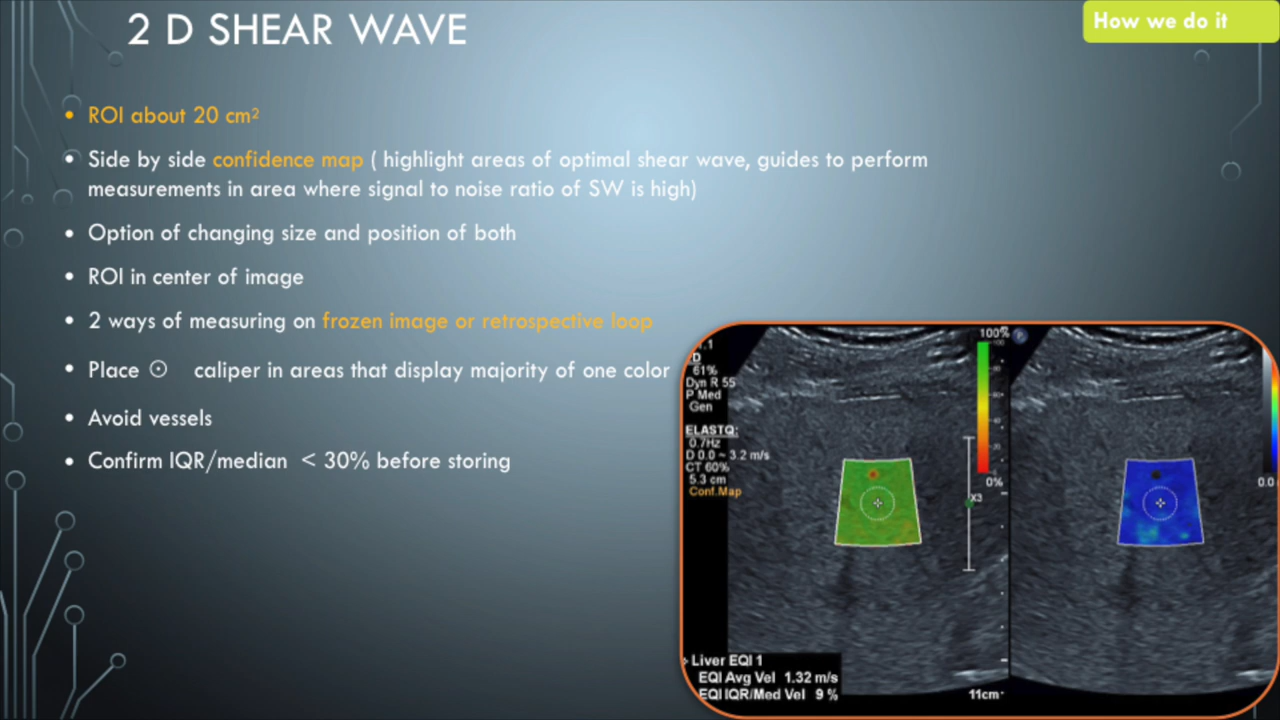 2 D SHEAR WAVE
How we do it
• ROI about 20 cm²
• Side by side confidence map ( highlight areas of optimal shear wave, guides to perform
measurements in area where signal to noise ratio of SW is high)
• Option of changing size and position of both
• ROI in center of image
• 2 ways of measuring on frozen image or retrospective loop
• Place ⊙ caliper in areas that display majority of one color
• Avoid vessels
• Confirm IQR/median < 30% before storing
.1
D
61%
Dyn R 55
P Med
Gen
ELASTQ:
0.7Hz
D 0.0 ~ 3.2 m/s
CT 60%
5.3 cm
Conf.Map
100%
0%
X3
0.0
Liver EQI 1
EQI Avg Vel 1.32 m/s
EQI IQR/Med Vel 9 %
11cm